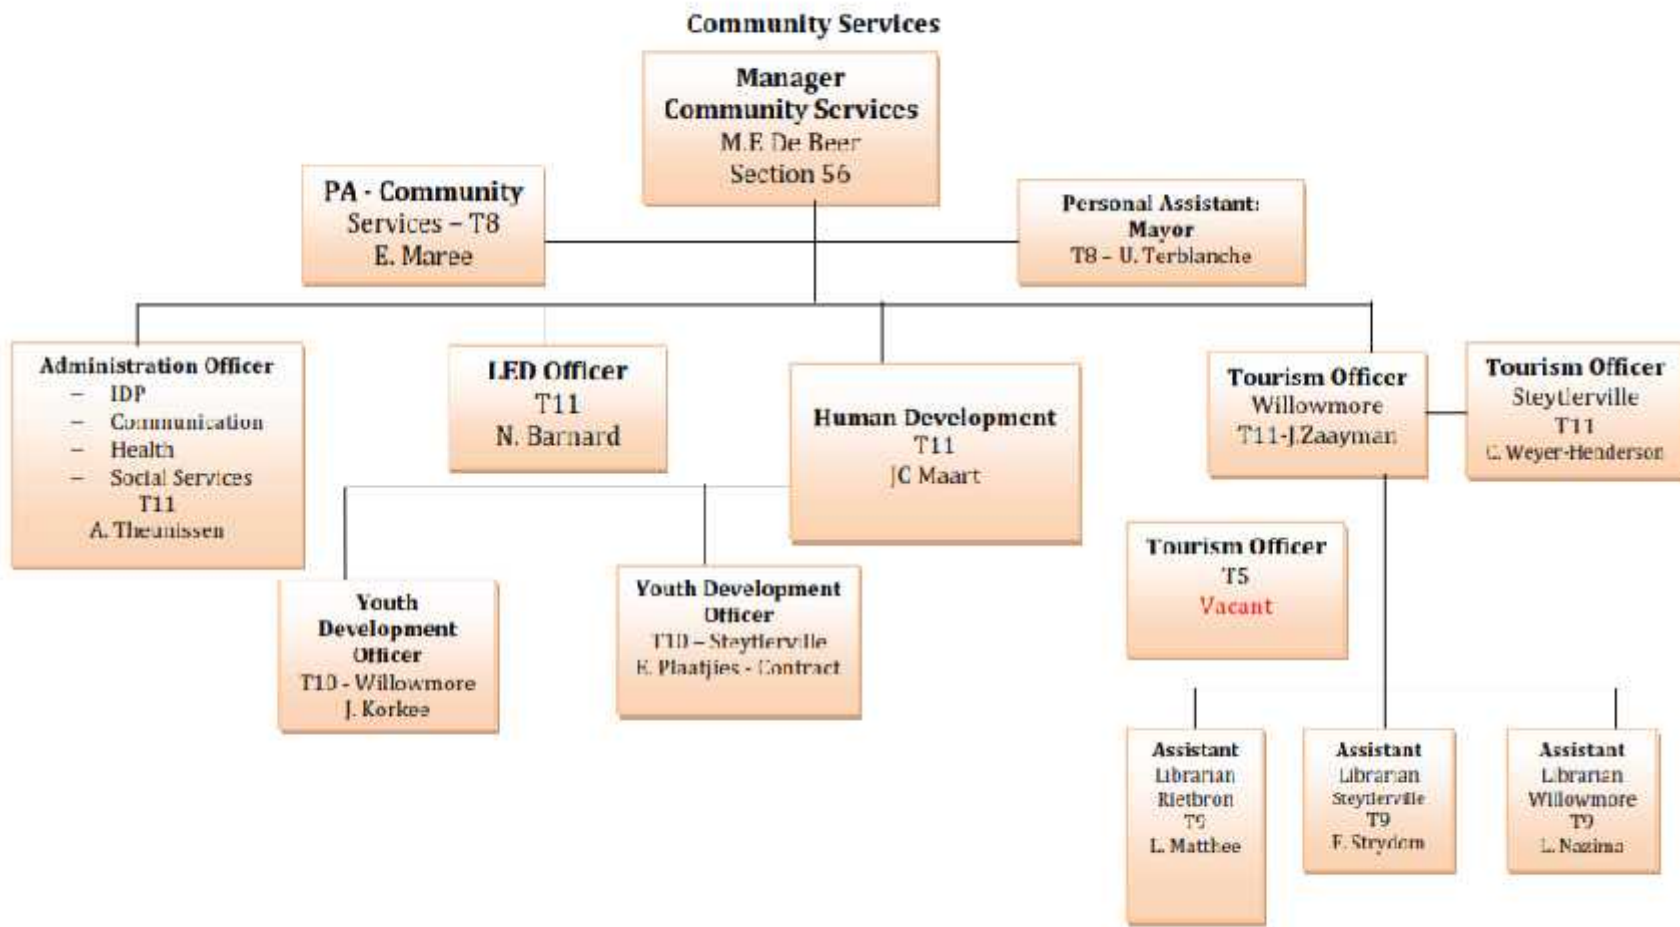 Community Services
Manager
Community Services
M.F. De Beer
Section 56
PA - Community
Services – T8
E. Maree
Personal Assistant:
Mayor
T8 – U. Terblanche
Administration Officer
– IDP
– Communication
– Health
– Social Services
T11
A. Theunissen
LED Officer
T11
N. Barnard
Human Development
T11
JC Maart
Tourism Officer
Willowmore
T11-J.Zaayman
Tourism Officer
Steytlerville
T11
C. Weyer-Henderson
Tourism Officer
T5
Vacant
Youth
Development
Officer
T10 - Willowmore
J. Korkee
Youth Development
Officer
T10 – Steytlerville
Plaatjies - Contract
Assistant
Librarian
Rietbron
T9
L. Matthee
Assistant
Librarian
Steytlerville
T9
Strydom
Assistant
Librarian
Willowmore
T9
L. Nazima